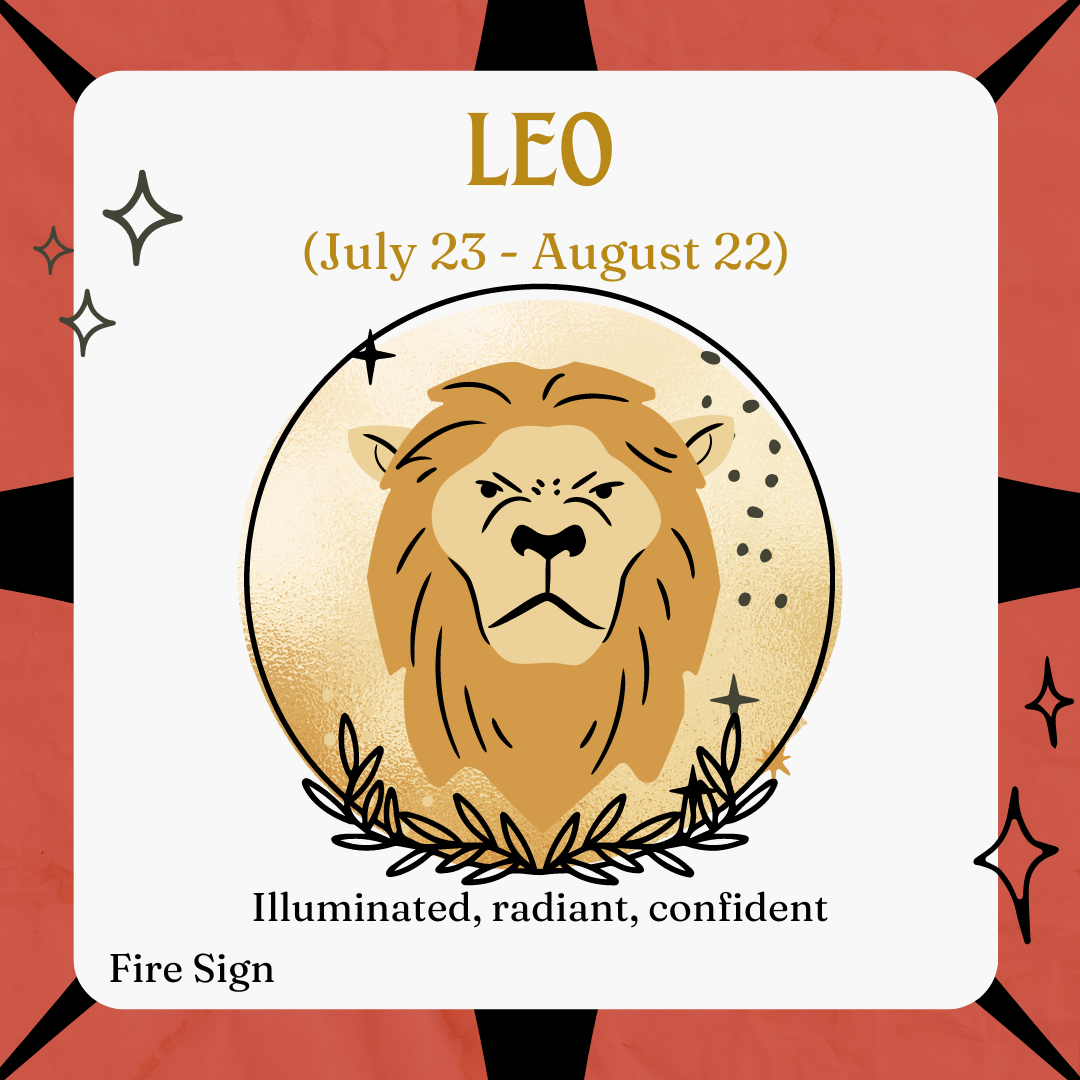 LEO
(July 23 - August 22)
Illuminated, radiant, confident
Fire Sign